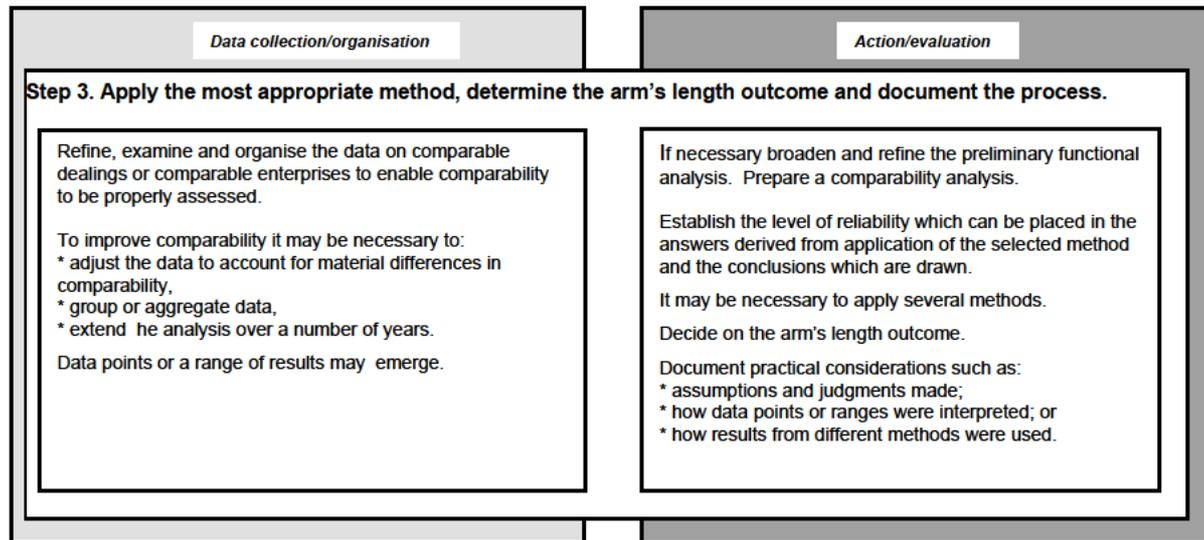 Data collection/organisation
Action/evaluation
Step 3. Apply the most appropriate method, determine the arm's length outcome and document the process.
Refine, examine and organise the data on comparable
dealings or comparable enterprises to enable comparability
to be properly assessed.
To improve comparability it may be necessary to:
* adjust the data to account for material differences in
comparability,
* group or aggregate data,
* extend  he analysis over a number of years.
Data points or a range of results may  emerge.
If necessary broaden and refine the preliminary functional
analysis.  Prepare a comparability analysis.
Establish the level of reliability which can be placed in the
answers derived from application of the selected method
and the conclusions which are drawn.
It may be necessary to apply several methods.
Decide on the arm's length outcome.
Document practical considerations such as:
* assumptions and judgments made;
* how data points or ranges were interpreted; or
* how results from different methods were used.